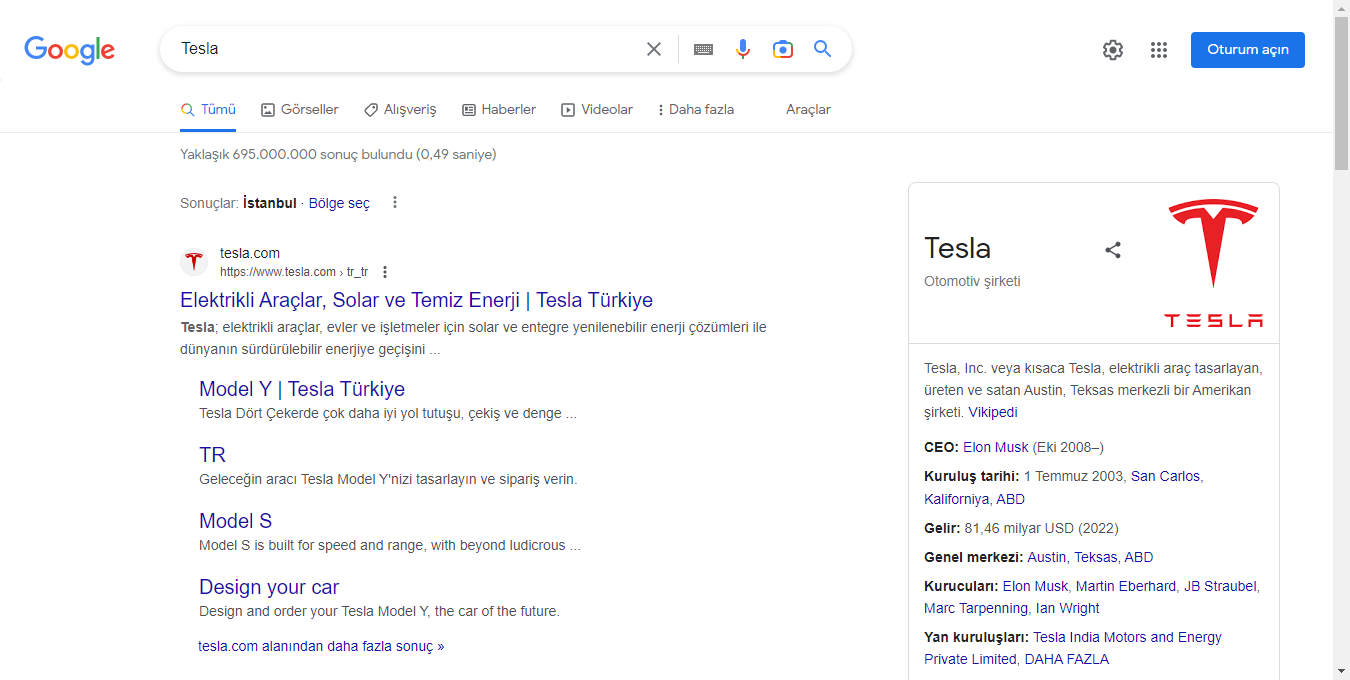 Google
Tesla
Oturum açın
Tümü
Görseller
Alışveriş
Haberler
Videolar
Daha fazla
Araçlar
Yaklaşık 695.000.000 sonuç bulundu (0,49 saniye)
Sonuçlar: İstanbul · Bölge seç
tesla.com
https://www.tesla.com › tr_tr
Elektrikli Araçlar, Solar ve Temiz Enerji | Tesla Türkiye
Tesla; elektrikli araçlar, evler ve işletmeler için solar ve entegre yenilenebilir enerji çözümleri ile
dünyanın sürdürülebilir enerjiye geçişini ...
Model Y | Tesla Türkiye
Tesla Dört Çekerde çok daha iyi yol tutuşu, çekiş ve denge ...
TR
Geleceğin aracı Tesla Model Y'nizi tasarlayın ve sipariş verin.
Model S
Model S is built for speed and range, with beyond ludicrous ...
Design your car
Design and order your Tesla Model Y, the car of the future.
tesla.com alanından daha fazla sonuç »
Tesla
Otomotiv şirketi
TESLA
Tesla, Inc. veya kısaca Tesla, elektrikli araç tasarlayan,
üreten ve satan Austin, Teksas merkezli bir Amerikan
şirketi. Vikipedi
CEO: Elon Musk (Eki 2008–)
Kuruluş tarihi: 1 Temmuz 2003, San Carlos,
Kaliforniya, ABD
Gelir: 81,46 milyar USD (2022)
Genel merkezi: Austin, Teksas, ABD
Kurucuları: Elon Musk, Martin Eberhard, JB Straubel,
Marc Tarpenning, Ian Wright
Yan kuruluşları: Tesla India Motors and Energy
Private Limited, DAHA FAZLA